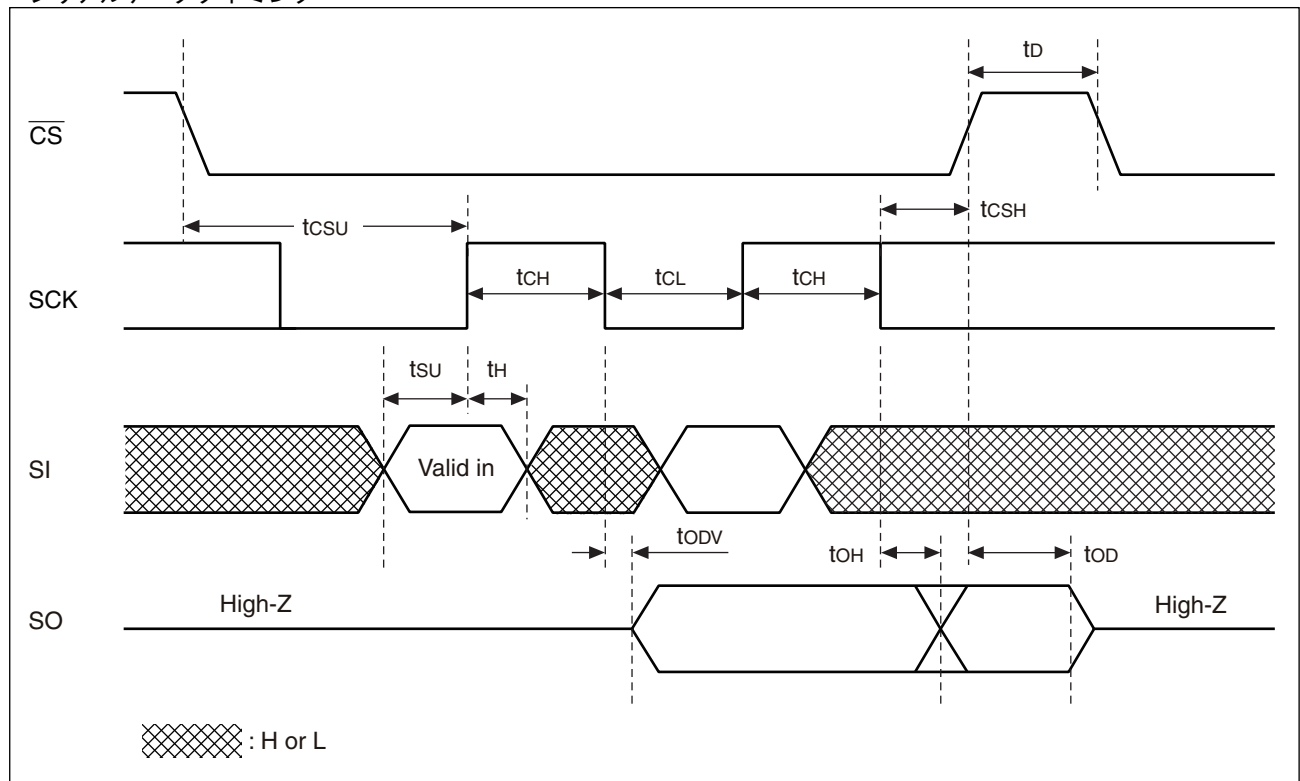 tD
CS
tCSU
tCSH
SCK
tCH
tCL
tCH
tSU
tH
SI
Valid in
tODV
tOH
tOD
SO
High-Z
High-Z
: H or L